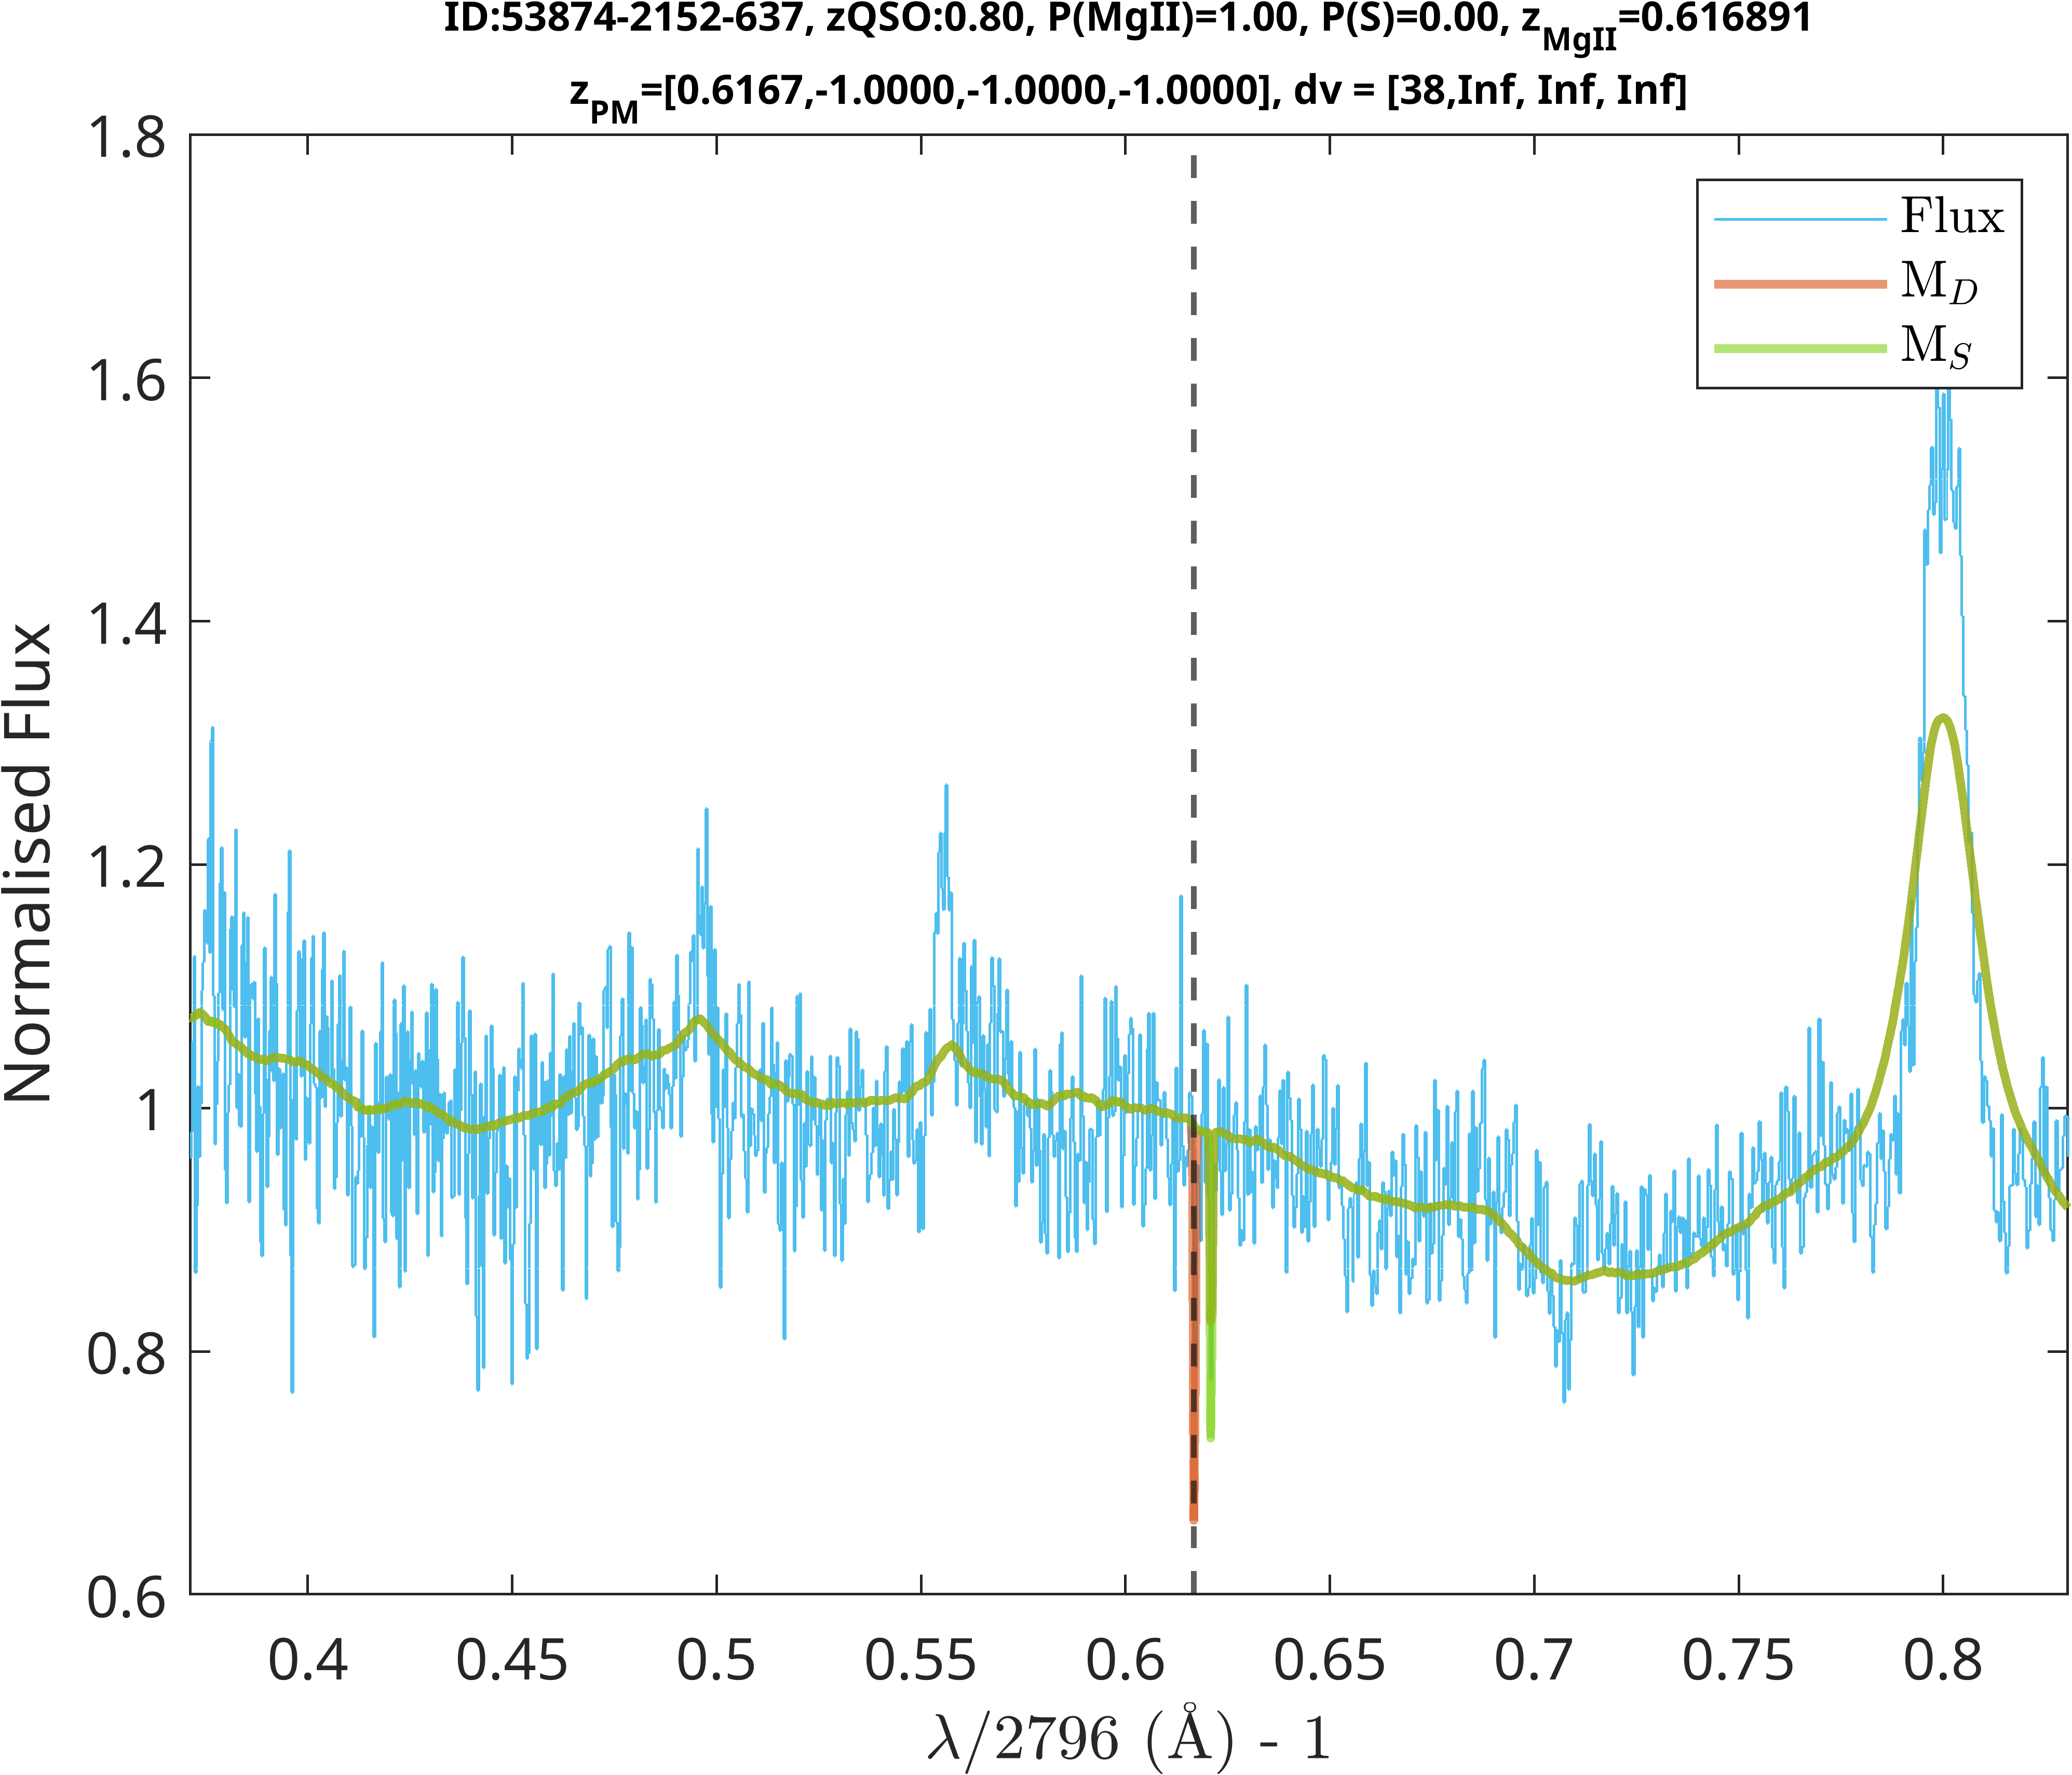 ID:53874-2152-637, zQSO:0.80, P(MgII)=1.00, P(S)=0.00, zMgII=0.616891
zPM=[0.6167,-1.0000,-1.0000,-1.0000], dv = [38,Inf, Inf, Inf]
1.8
1.6
1.4
1.2
1
0.8
0.6
Normalised Flux
Flux
MD
MS
0.4 0.45 0.5 0.55 0.6 0.65 0.7 0.75 0.8
λ/2796 (Å) - 1